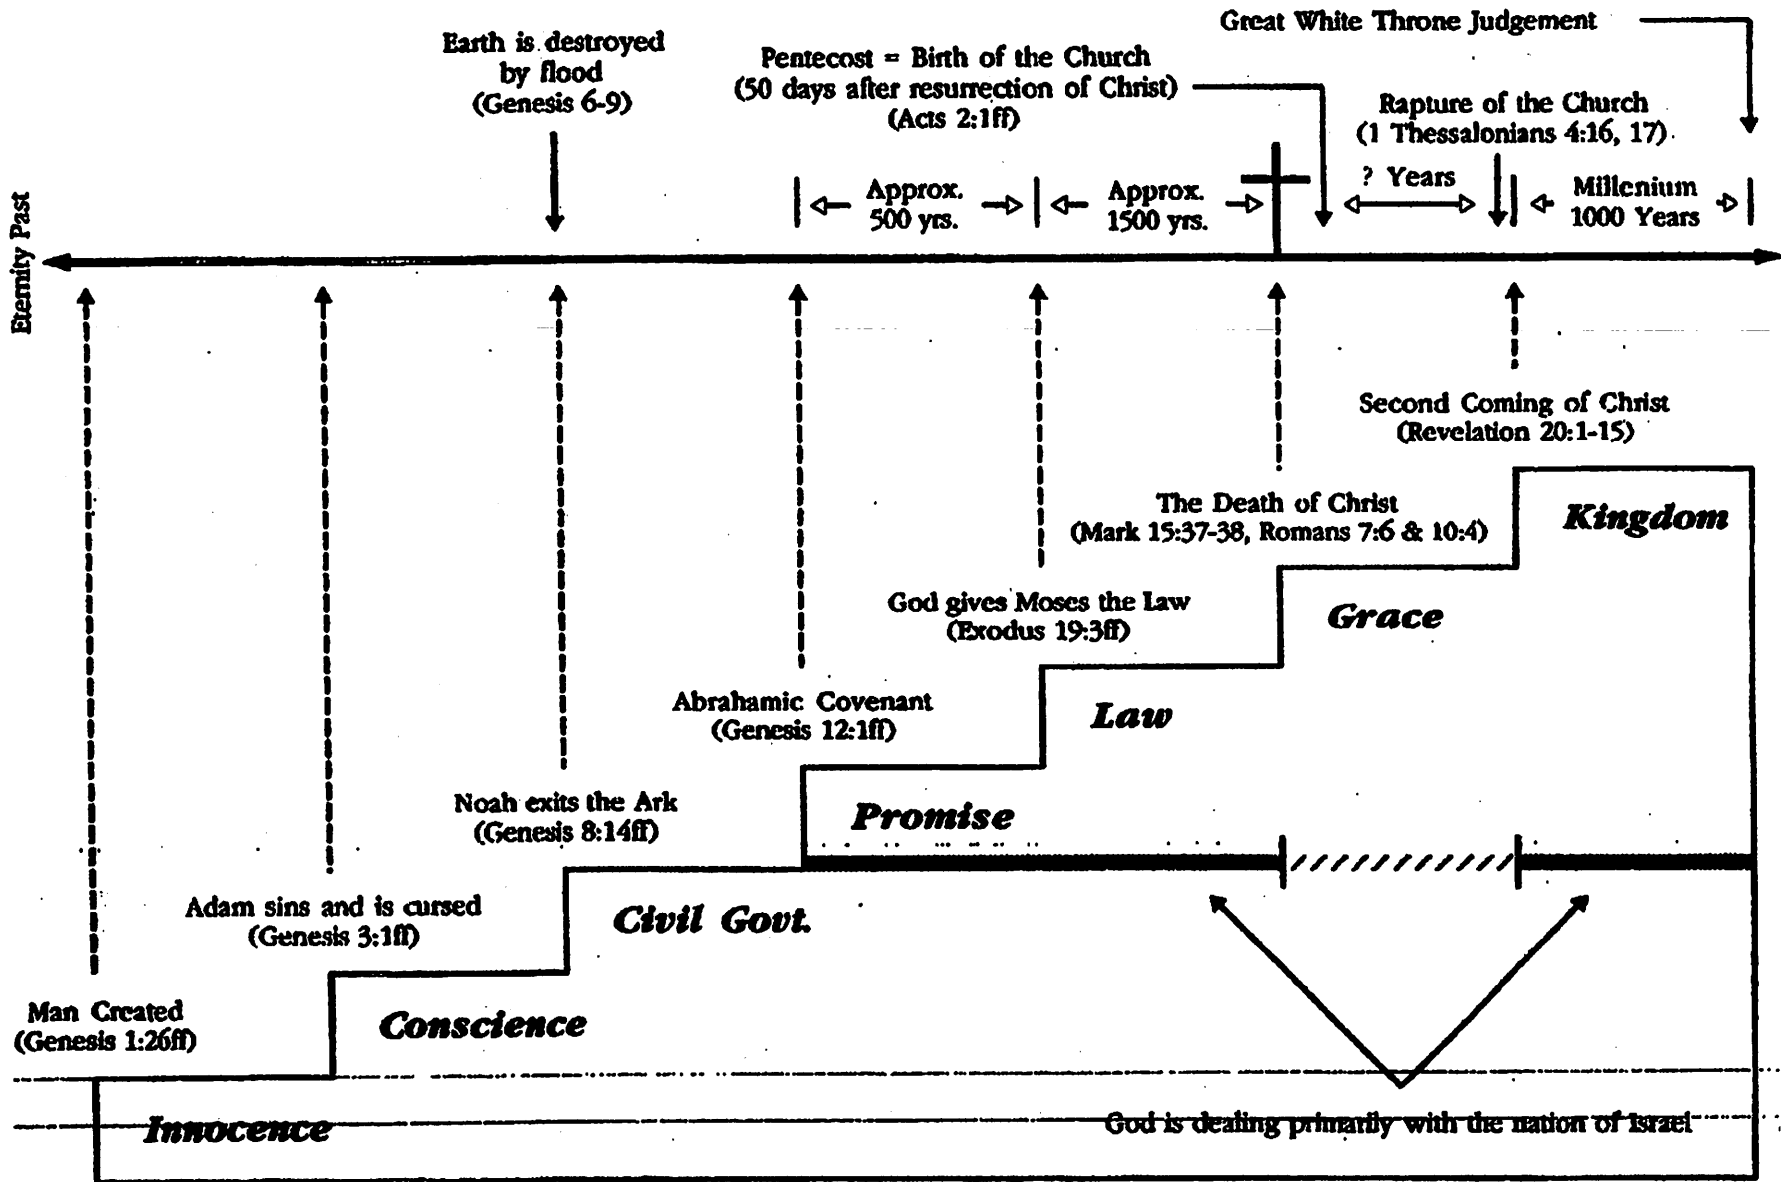 Great White Throne Judgement
Earth is destroyed
by flood
(Genesis 6-9)
Pentecost = Birth of the Church
(50 days after resurrection of Christ)
(Acts 2:1ff)
Rapture of the Church
(1 Thessalonians 4:16, 17)
Approx.
500 yrs.
Approx.
1500 yrs.
? Years
Millenium
1000 Years
Eternity Past
Second Coming of Christ
(Revelation 20:1-15)
Kingdom
The Death of Christ
(Mark 15:37-38, Romans 7:6 & 10:4)
Grace
God gives Moses the Law
(Exodus 19:3ff)
Law
Abrahamic Covenant
(Genesis 12:1ff)
Promise
Noah exits the Ark
(Genesis 8:14ff)
Civil Govt.
Adam sins and is cursed
(Genesis 3:1ff)
Conscience
Man Created
(Genesis 1:26ff)
Innocence
God is dealing primarily with the nation of Israel